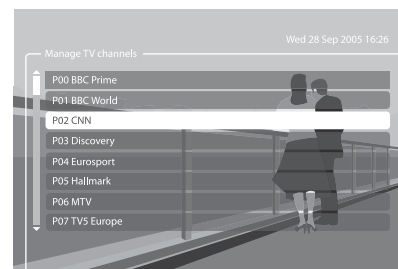 Wed 28 Sep 2005 16:26
Manage TV channels
P00 BBC Prime
P01 BBC World
P02 CNN
P03 Discovery
P04 Eurosport
P05 Hallmark
P06 MTV
P07 TV5 Europe